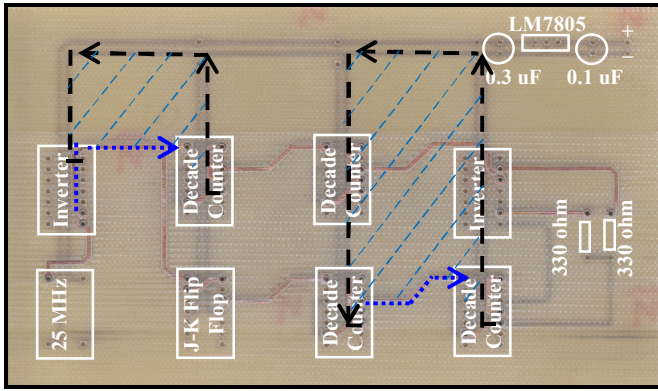 LM7805
+
−
0.3 uF
0.1 uF
Inverter
Decade
Counter
Decade
Counter
Inverter
330 ohm
330 ohm
25 MHz
J-K Flip
Flop
Decade
Counter
Decade
Counter